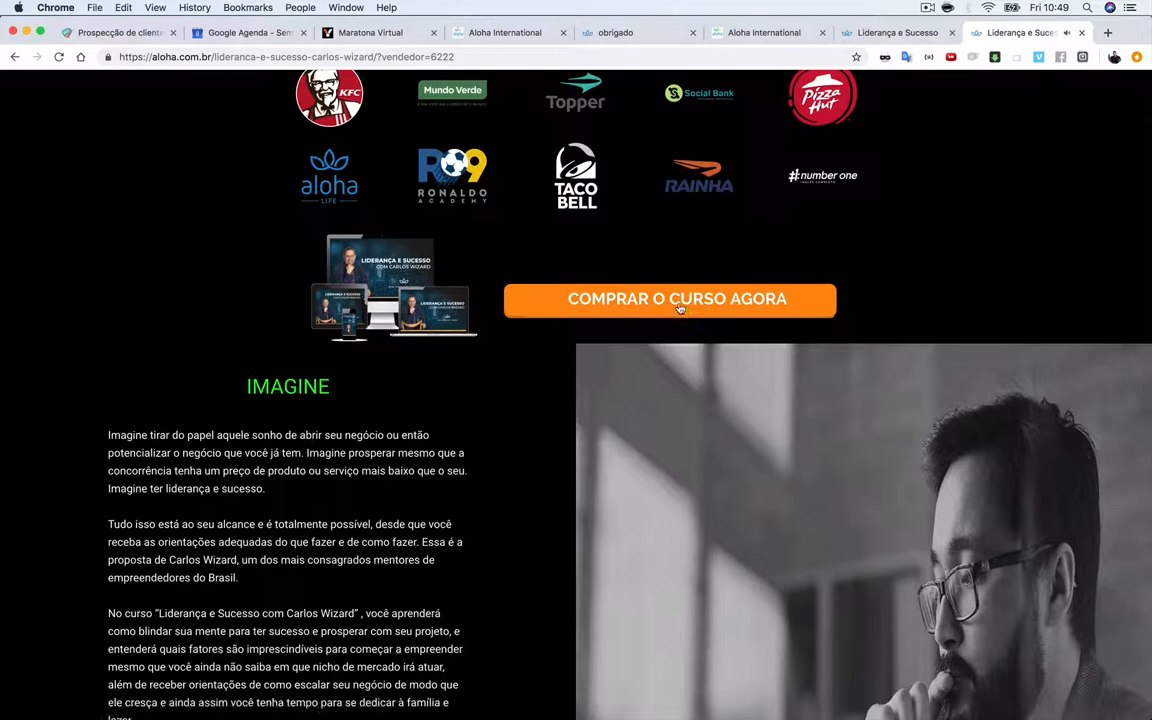 Chrome File Edit View History Bookmarks People Window Help Fri 10:49
Prospecção de cliente Google Agenda - Sem Maratona Virtual Aloha International obrigado Aloha International Liderança e Sucesso Liderança e Suces
https://aloha.com.br/lideranca-e-sucesso-carlos-wizard/?vendedor=6222
KFC Mundo Verde Topper Social Bank Pizza Hut
aloha LIFE R9 RONALDO ACADEMY TACO BELL RAINHA #number one
LIDERANÇA E SUCESSO
COM CARLOS WIZARD
COMPRAR O CURSO AGORA
IMAGINE
Imagine tirar do papel aquele sonho de abrir seu negócio ou então
potencializar o negócio que você já tem. Imagine prosperar mesmo que a
concorrência tenha um preço de produto ou serviço mais baixo que o seu.
Imagine ter liderança e sucesso.
Tudo isso está ao seu alcance e é totalmente possível, desde que você
receba as orientações adequadas do que fazer e de como fazer. Essa é a
proposta de Carlos Wizard, um dos mais consagrados mentores de
empreendedores do Brasil.
No curso “Liderança e Sucesso com Carlos Wizard” , você aprenderá
como blindar sua mente para ter sucesso e prosperar com seu projeto, e
entenderá quais fatores são imprescindíveis para começar a empreender
mesmo que você ainda não saiba em que nicho de mercado irá atuar,
além de receber orientações de como escalar seu negócio de modo que
ele cresça e ainda assim você tenha tempo para se dedicar à família e
lazer.